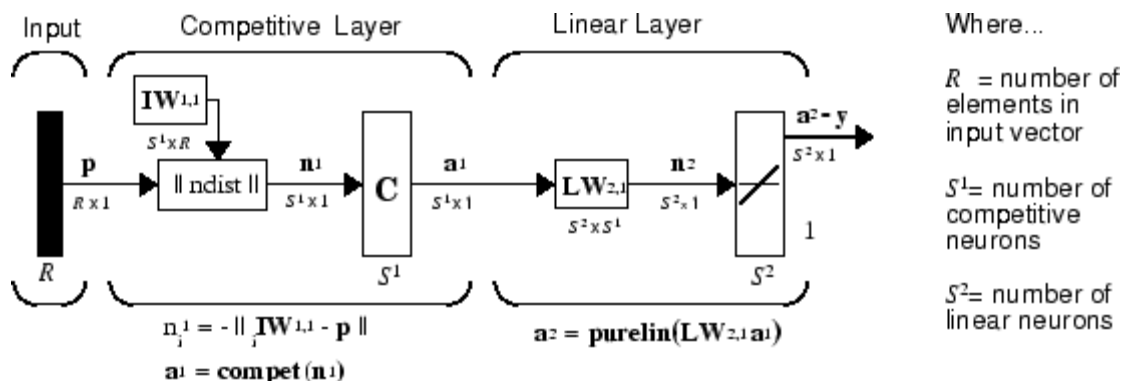 Input
Competitive Layer
Linear Layer
IW1,1
S1xR
p
R x 1
|| ndist ||
n1
S1x1
C
a1
S1x1
LW2,1
S2xS1
n2
S2x1
a2 - y
S2x1
1
R
S1
S2
ni1 = - || iIW1,1 - p ||
a1 = compet(n1)
a2 = purelin(LW2,1a1)
Where...
R = number of
elements in
input vector
S1= number of
competitive
neurons
S2= number of
linear neurons